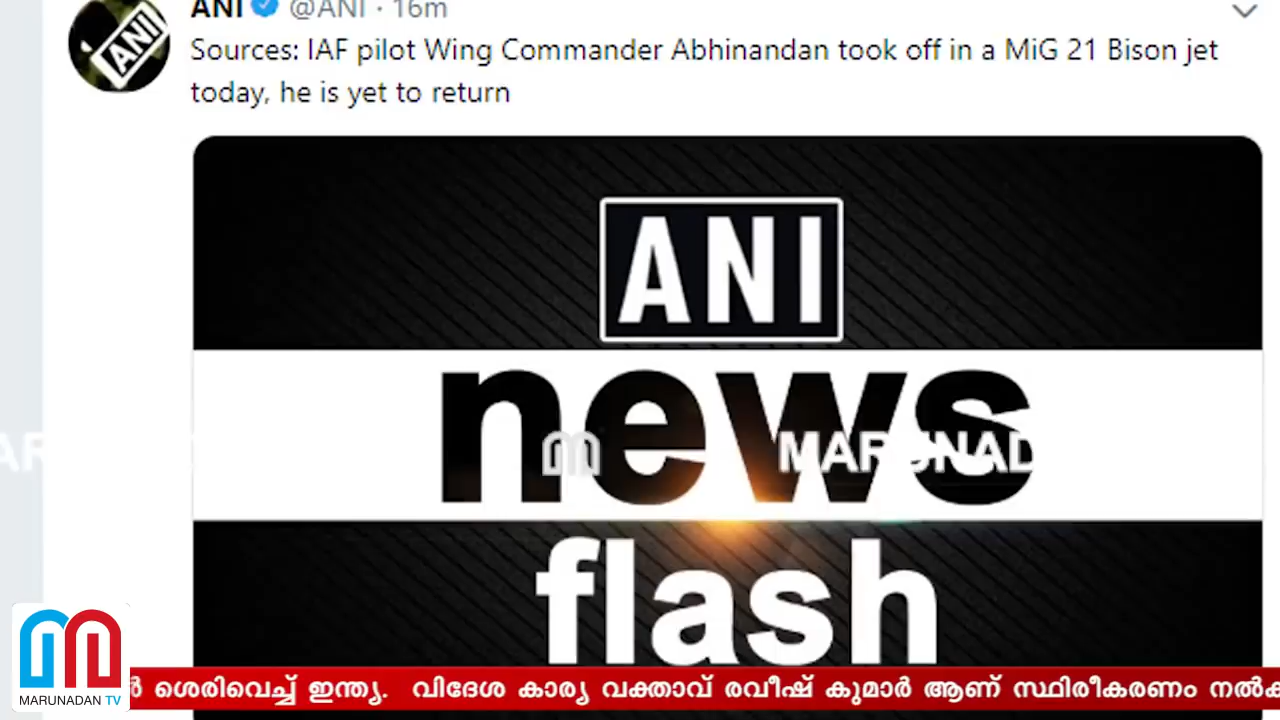 ANI @ANI · 16m
Sources: IAF pilot Wing Commander Abhinandan took off in a MiG 21 Bison jet
today, he is yet to return
ANI
news
MARUNAD
flash
MARUNADAN TV
ശെരിവെച്ച് ഇന്ത്യ. വിദേശ കാര്യ വക്താവ് രവീഷ് കുമാർ ആണ് സ്ഥിരീകരണം